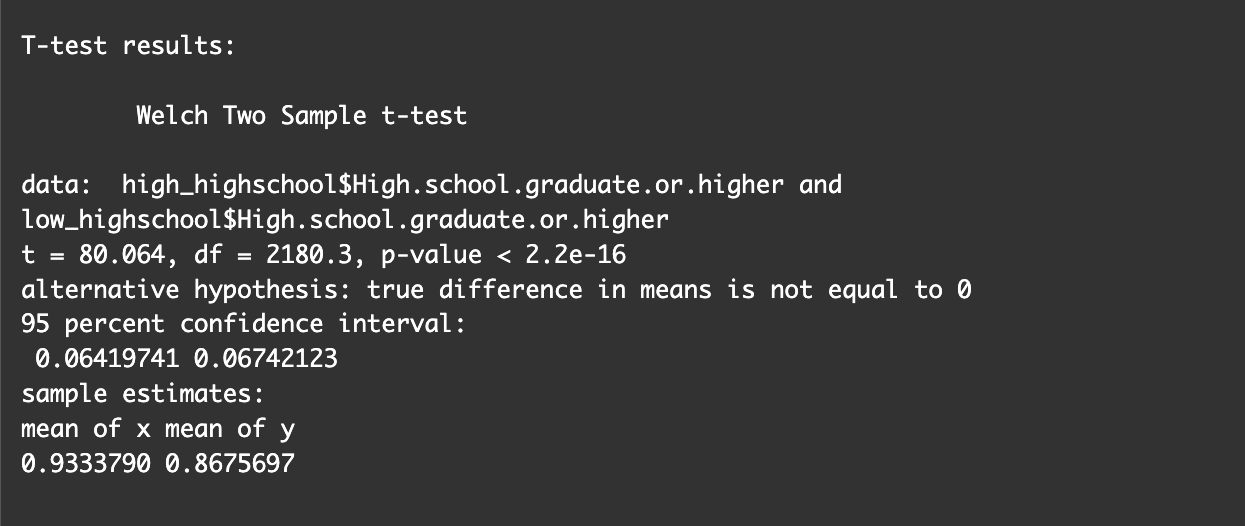 T-test results:
Welch Two Sample t-test
data:  high_highschool$High.school.graduate.or.higher and
low_highschool$High.school.graduate.or.higher
t = 80.064, df = 2180.3, p-value < 2.2e-16
alternative hypothesis: true difference in means is not equal to 0
95 percent confidence interval:
0.06419741 0.06742123
sample estimates:
mean of x mean of y
0.9333790 0.8675697